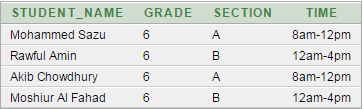 STUDENT_NAME GRADE SECTION TIME
Mohammed Sazu 6 A 8am-12pm
Rawful Amin 6 B 12am-4pm
Akib Chowdhury 6 A 8am-12pm
Moshiur Al Fahad 6 B 12am-4pm